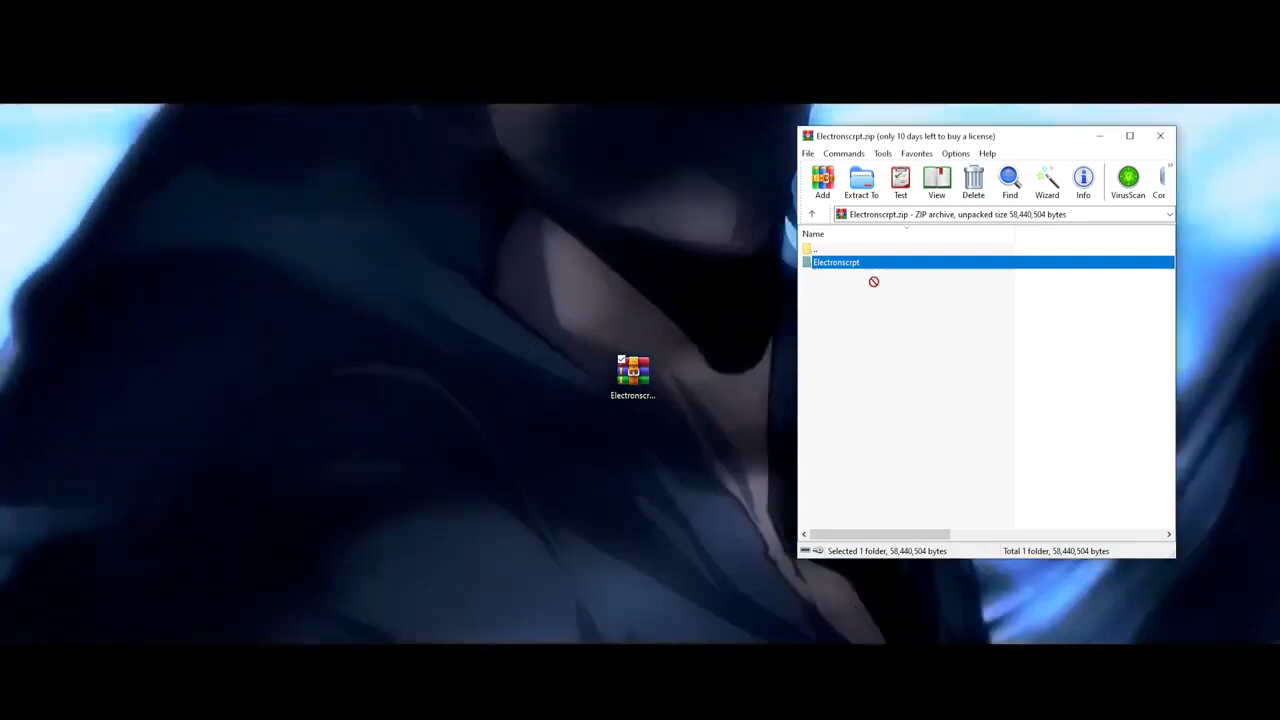 Electronscrpt.zip (only 10 days left to buy a license)
File Commands Tools Favorites Options Help
Add Extract To Test View Delete Find Wizard Info VirusScan Cor
Electronscrpt.zip - ZIP archive, unpacked size 58,440,504 bytes
Name
..
Electronscrpt
Electronscr...
Selected 1 folder, 58,440,504 bytes Total 1 folder, 58,440,504 bytes